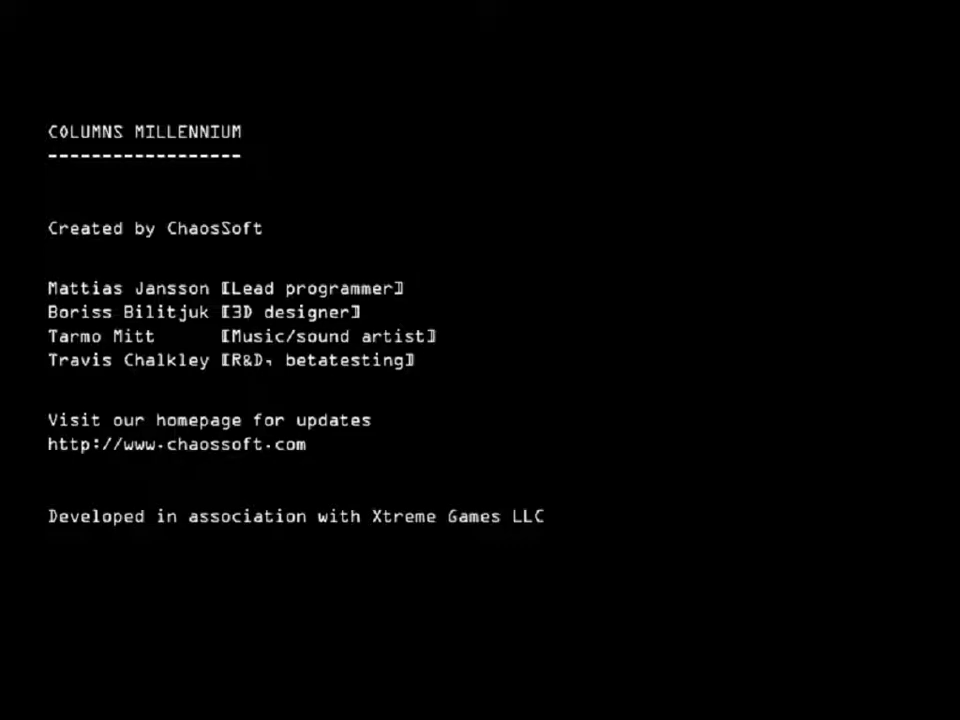 COLUMNS MILLENNIUM
------------------
Created by ChaosSoft
Mattias Jansson [Lead programmer]
Boriss Bilitjuk [3D designer]
Tarmo Mitt [Music/sound artist]
Travis Chalkley [R&D, betatesting]
Visit our homepage for updates
http://www.chaossoft.com
Developed in association with Xtreme Games LLC